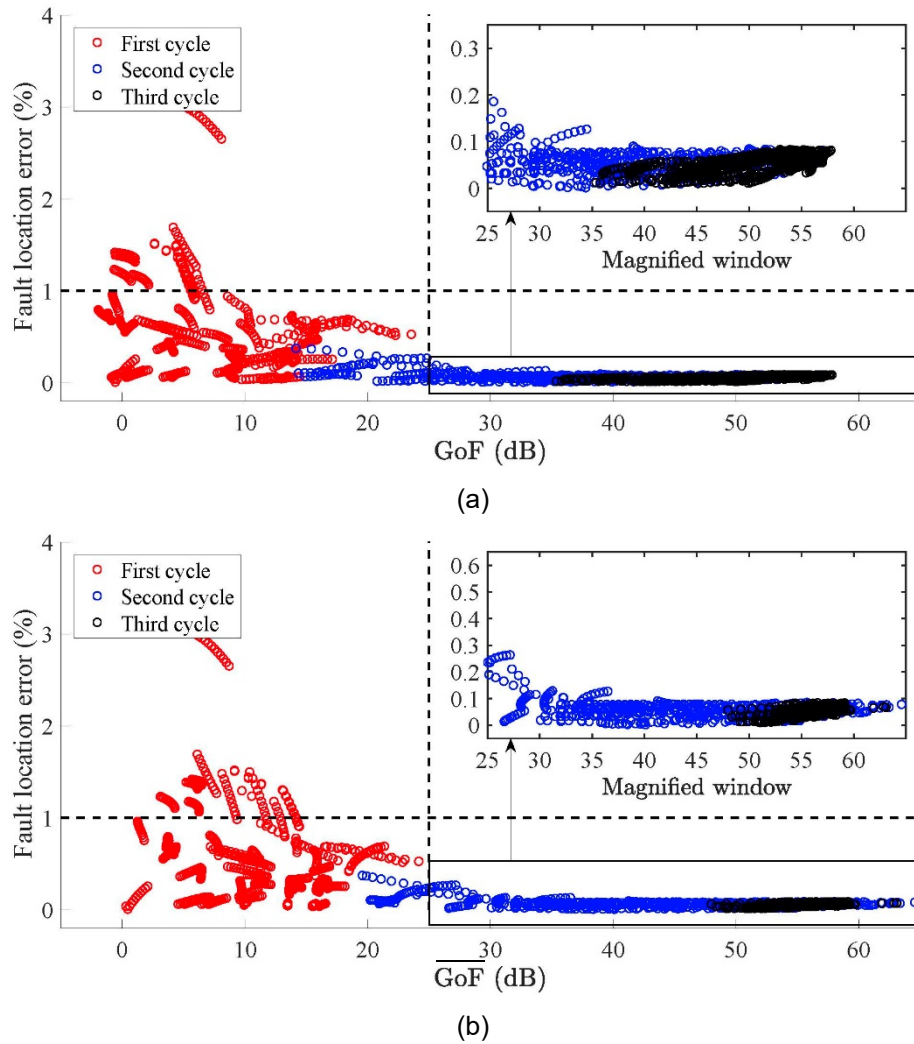 4
3
2
1
0
Fault location error (%)
First cycle
Second cycle
Third cycle
0.3
0.2
0.1
0
25 30 35 40 45 50 55 60
Magnified window
0 10 20 30 40 50 60
GoF (dB)
(a)
4
3
2
1
0
Fault location error (%)
First cycle
Second cycle
Third cycle
0.6
0.5
0.4
0.3
0.2
0.1
0
25 30 35 40 45 50 55 60
Magnified window
0 10 20 30 40 50 60
G̅o̅F̅ (dB)
(b)